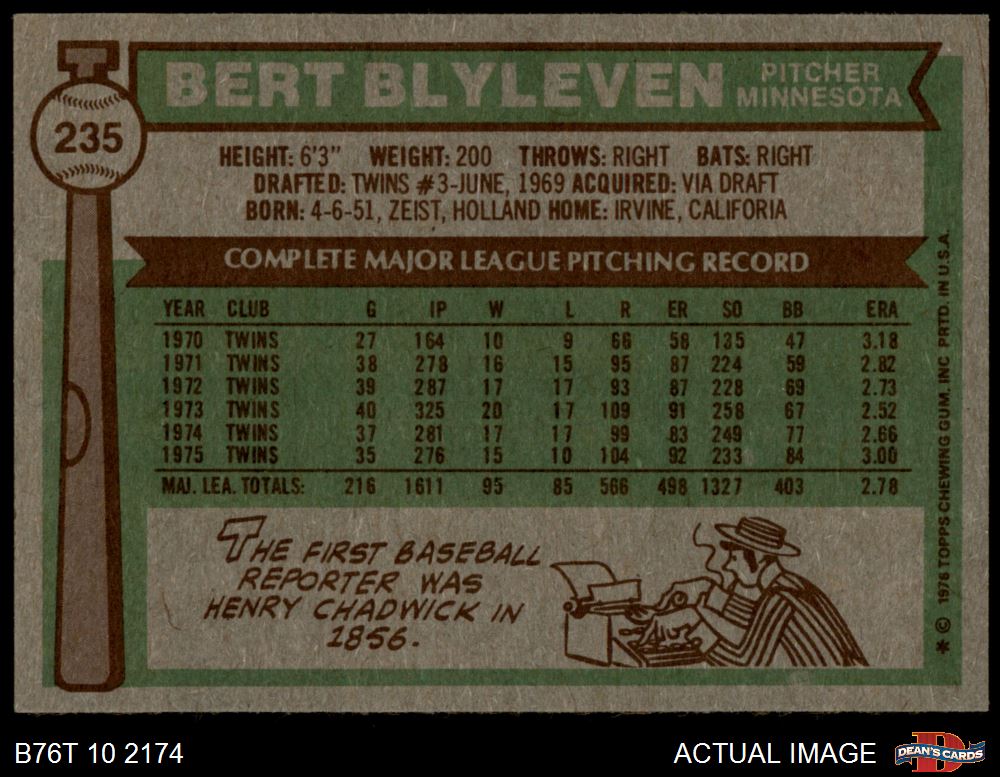 BERT BLYLEVEN
PITCHER
MINNESOTA
235
HEIGHT: 6'3" WEIGHT: 200 THROWS: RIGHT BATS: RIGHT
DRAFTED: TWINS #3-JUNE, 1969 ACQUIRED: VIA DRAFT
BORN: 4-6-51, ZEIST, HOLLAND HOME: IRVINE, CALIFORIA
COMPLETE MAJOR LEAGUE PITCHING RECORD
YEAR CLUB G IP W L R ER SO BB ERA
1970 TWINS 27 164 10 9 66 58 135 47 3.18
1971 TWINS 38 278 16 15 95 87 224 59 2.82
1972 TWINS 39 287 17 17 93 87 228 69 2.73
1973 TWINS 40 325 20 17 109 91 258 67 2.52
1974 TWINS 37 281 17 17 99 83 249 77 2.66
1975 TWINS 35 276 15 10 104 92 233 84 3.00
MAJ. LEA. TOTALS: 216 1611 95 85 566 498 1327 403 2.78
THE FIRST BASEBALL
REPORTER WAS
HENRY CHADWICK IN
1856.
* © 1976 TOPPS CHEWING GUM, INC. PRTD. IN U.S.A.
B76T 10 2174
ACTUAL IMAGE
D
DEAN'S CARDS